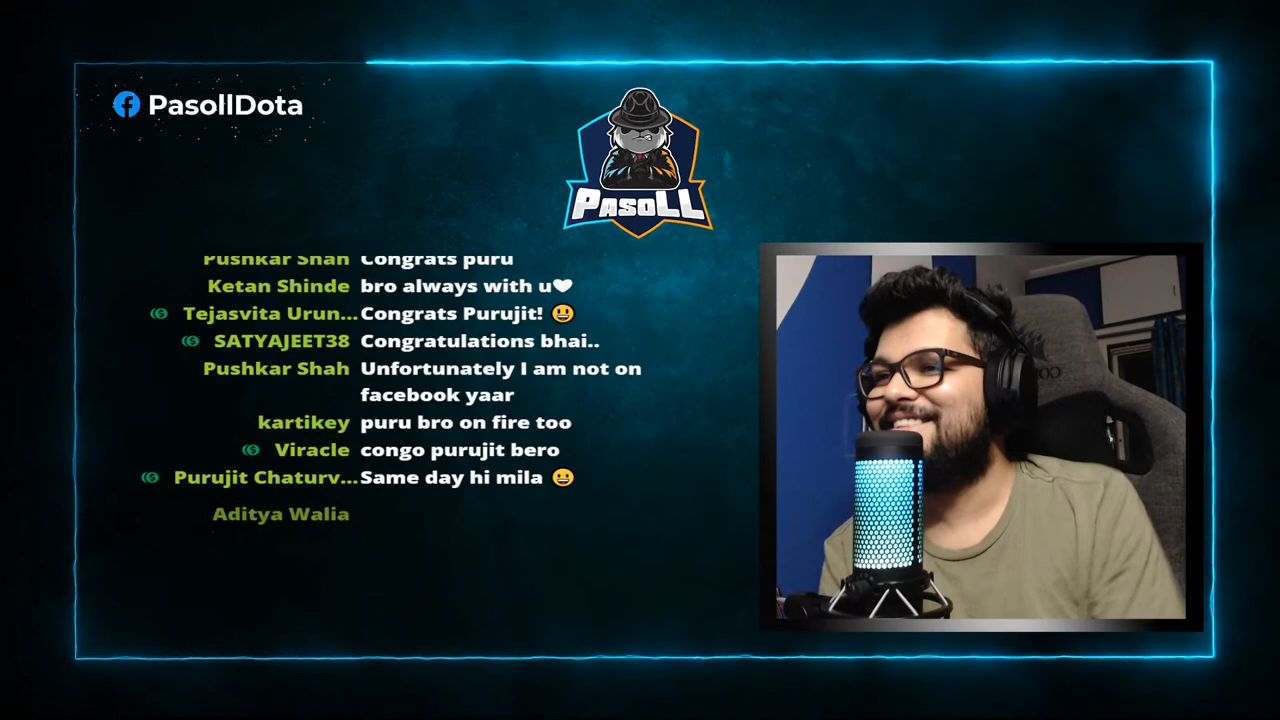 PasollDota
PASOLL
Pushkar Shah Congrats puru
Ketan Shinde bro always with u🤍
Tejasvita Urun... Congrats Purujit! 😀
SATYAJEET38 Congratulations bhai..
Pushkar Shah Unfortunately I am not on
facebook yaar
kartikey puru bro on fire too
Viracle congo purujit bero
Purujit Chaturv... Same day hi mila 😀
Aditya Walia